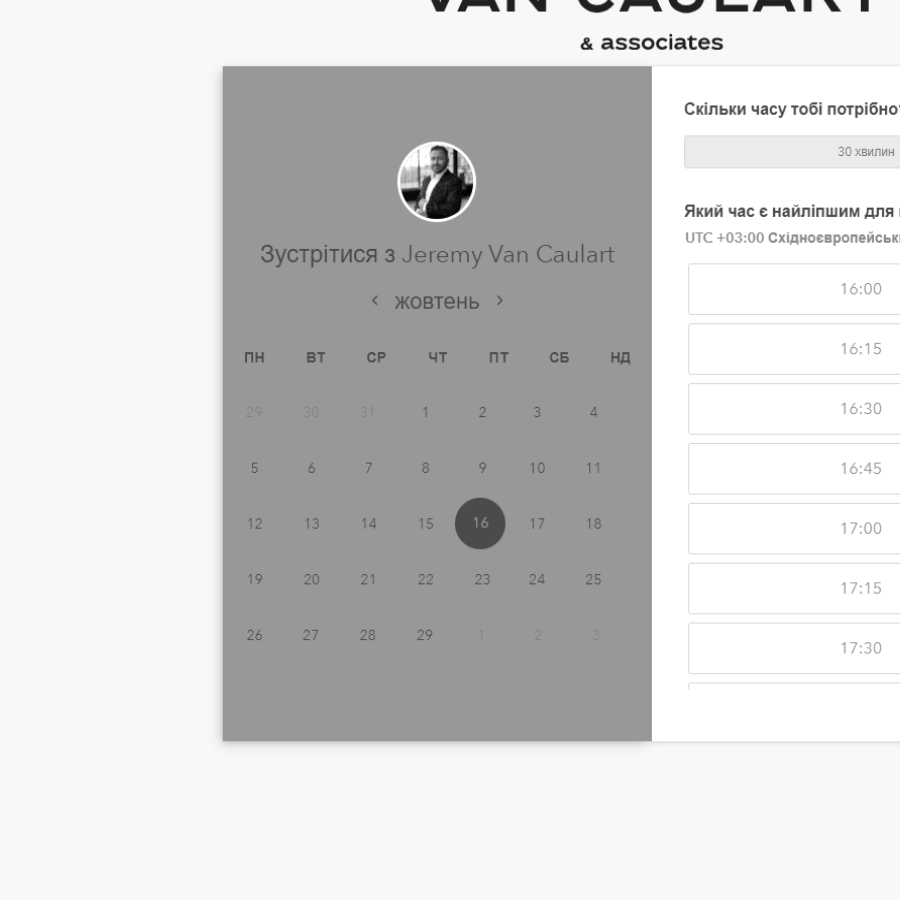 VAN CAULART
& associates
Зустрітися з Jeremy Van Caulart
жовтень
ПН ВТ СР ЧТ ПТ СБ НД
29 30 31 1 2 3 4
5 6 7 8 9 10 11
12 13 14 15 16 17 18
19 20 21 22 23 24 25
26 27 28 29 1 2 3
Скільки часу тобі потрібно
30 хвилин
Який час є найліпшим для
UTC +03:00 Східноєвропейськ
16:00
16:15
16:30
16:45
17:00
17:15
17:30